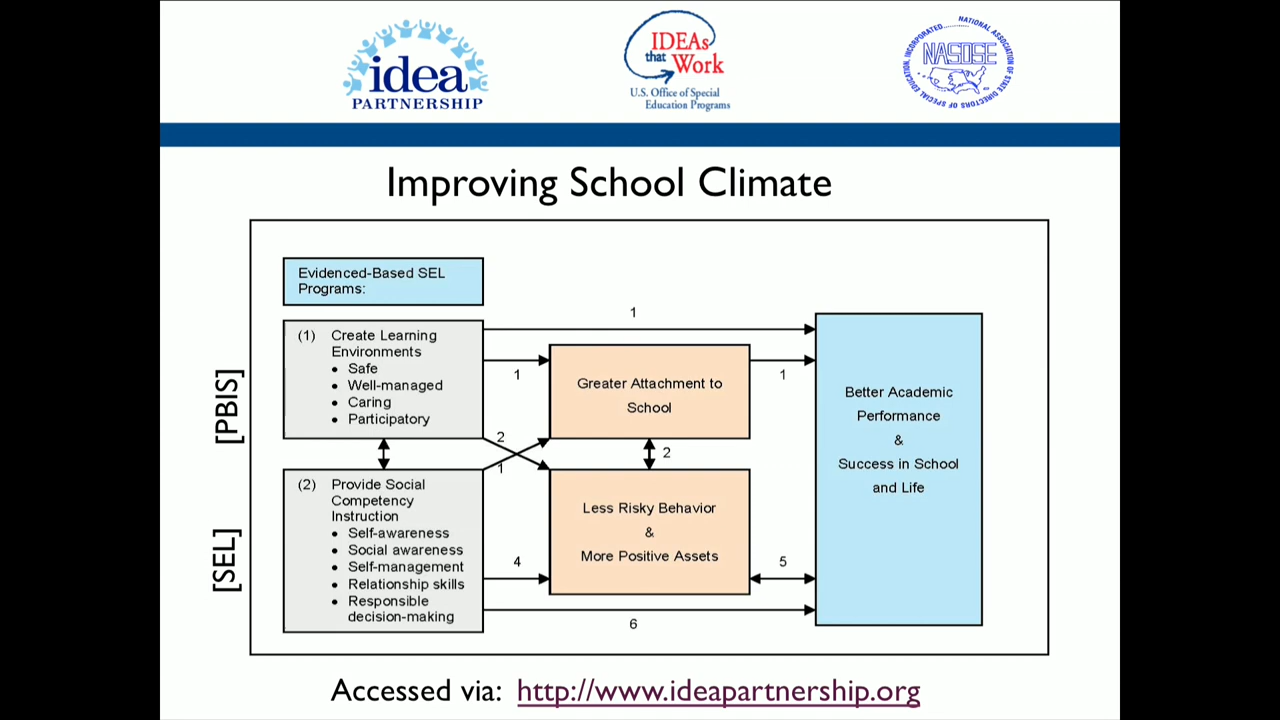 idea
PARTNERSHIP
IDEAs
that Work
U.S. Office of Special
Education Programs
NATIONAL ASSOCIATION OF STATE DIRECTORS OF SPECIAL EDUCATION, INCORPORATED
NASDSE
Improving School Climate
Evidenced-Based SEL
Programs:
(1) Create Learning
Environments
• Safe
• Well-managed
• Caring
• Participatory
[PBIS]
(2) Provide Social
Competency
Instruction
• Self-awareness
• Social awareness
• Self-management
• Relationship skills
• Responsible
decision-making
[SEL]
1
1
2
1
4
6
Greater Attachment to
School
2
Less Risky Behavior
&
More Positive Assets
1
5
Better Academic
Performance
&
Success in School
and Life
Accessed via: http://www.ideapartnership.org